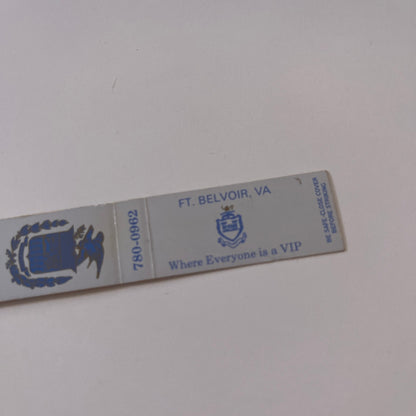 780-0962
FT. BELVOIR, VA
Where Everyone is a VIP
BE SAFE-CLOSE COVER
BEFORE STRIKING